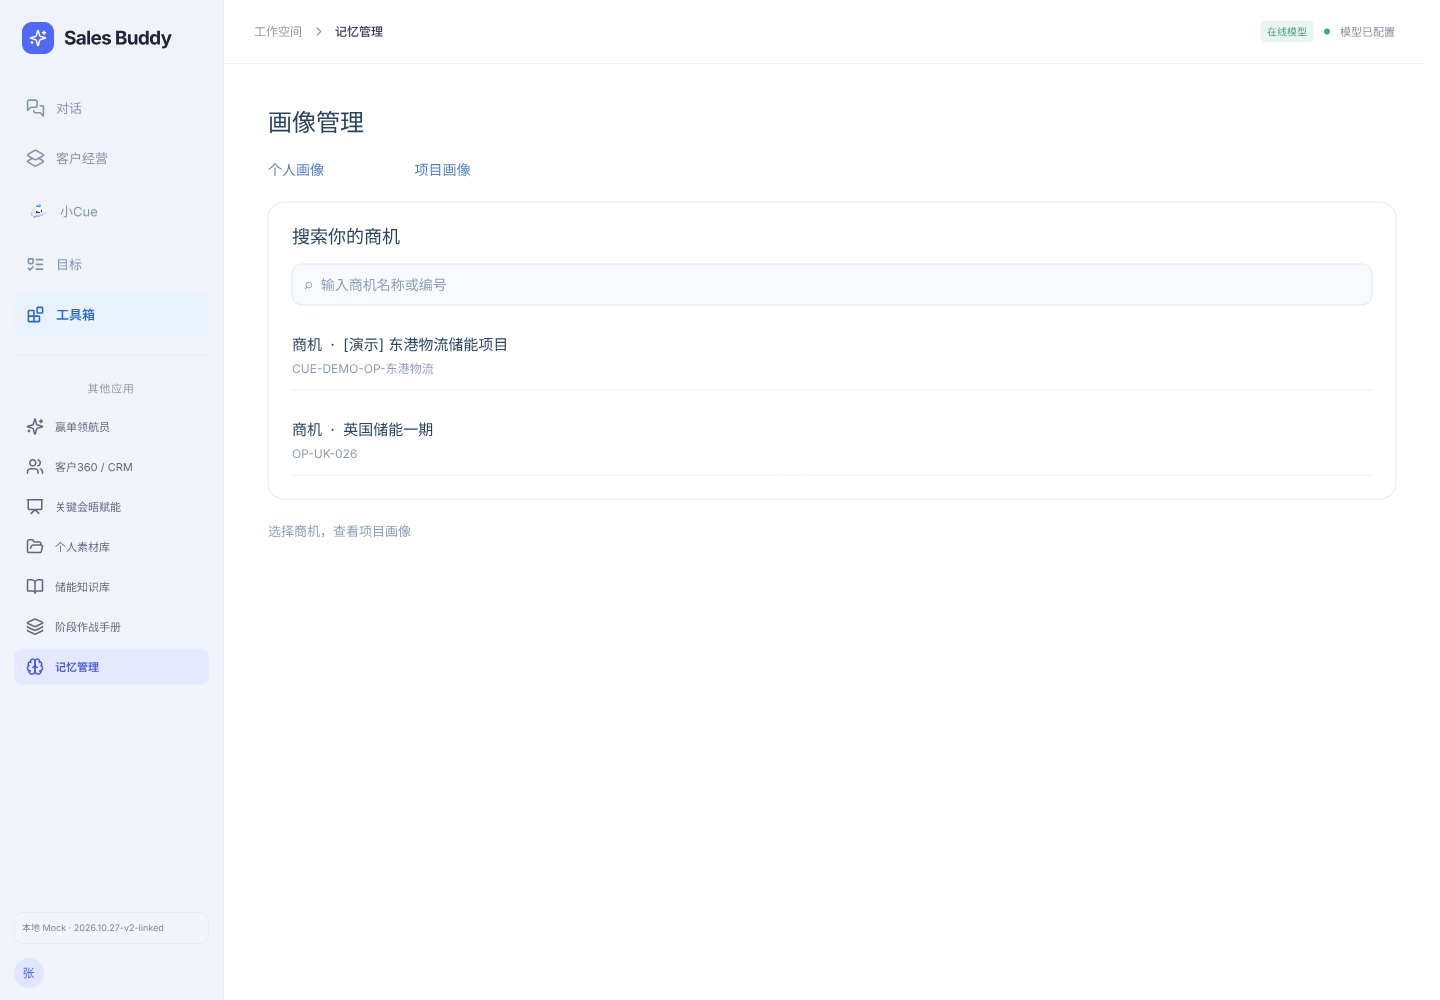 Sales Buddy
对话
客户经营
小Cue
目标
工具箱
其他应用
赢单领航员
客户360 / CRM
关键会晤赋能
个人素材库
储能知识库
阶段作战手册
记忆管理
本地 Mock · 2026.10.27-v2-linked
张
工作空间 > 记忆管理
在线模型 模型已配置
画像管理
个人画像 项目画像
搜索你的商机
输入商机名称或编号
商机 · [演示] 东港物流储能项目
CUE-DEMO-OP-东港物流
商机 · 英国储能一期
OP-UK-026
选择商机，查看项目画像